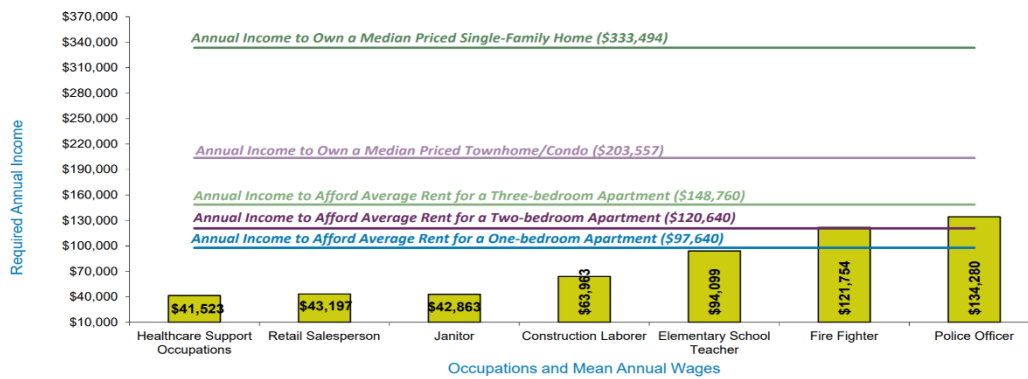 $370,000
$340,000
$310,000
$280,000
$250,000
$220,000
$190,000
$160,000
$130,000
$100,000
$70,000
$40,000
$10,000
Required Annual Income
Annual Income to Own a Median Priced Single-Family Home ($333,494)
Annual Income to Own a Median Priced Townhome/Condo ($203,557)
Annual Income to Afford Average Rent for a Three-bedroom Apartment ($148,760)
Annual Income to Afford Average Rent for a Two-bedroom Apartment ($120,640)
Annual Income to Afford Average Rent for a One-bedroom Apartment ($97,640)
$41,523
$43,197
$42,863
$63,963
$94,099
$121,754
$134,280
Healthcare Support
Occupations
Retail Salesperson
Janitor
Construction Laborer
Elementary School
Teacher
Fire Fighter
Police Officer
Occupations and Mean Annual Wages